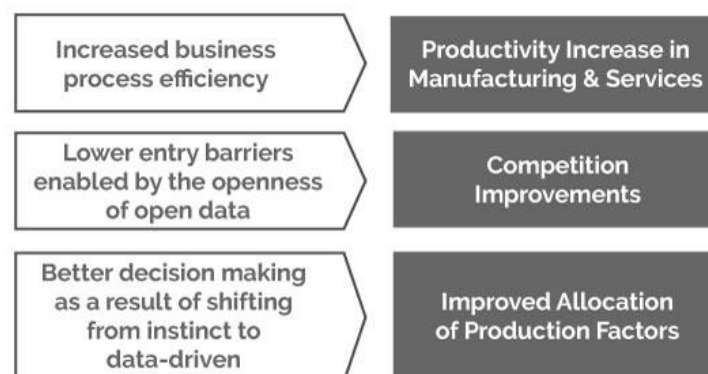 Increased business
process efficiency
Productivity Increase in
Manufacturing & Services
Lower entry barriers
enabled by the openness
of open data
Competition
Improvements
Better decision making
as a result of shifting
from instinct to
data-driven
Improved Allocation
of Production Factors